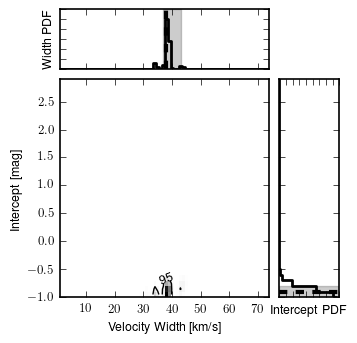 Width PDF
Intercept [mag]
2.5
2.0
1.5
1.0
0.5
0.0
−0.5
−1.0
95
10 20 30 40 50 60 70
Velocity Width [km/s]
Intercept PDF